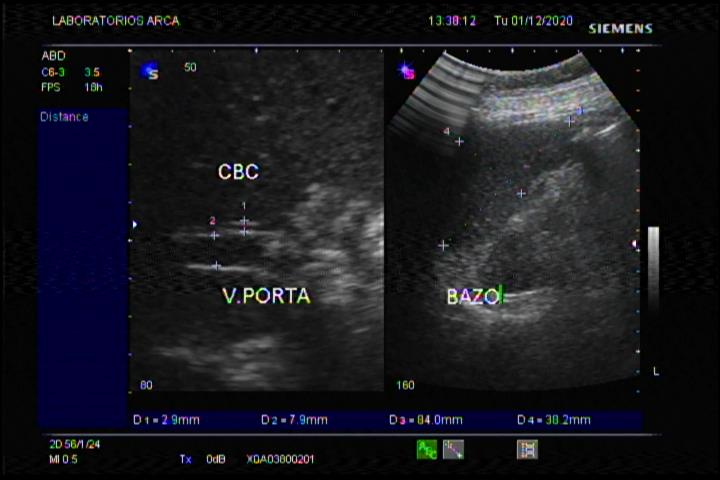 LABORATORIOS ARCA
13:38:12 Tu 01/12/2020
SIEMENS
ABD
C6-3 3.5
FPS 18h
Distance
S
50
S
CBC
1
2
4
V.PORTA
BAZO
80
160
L
D1=2.9mm D2=7.9mm D3=84.0mm D4=38.2mm
2D 56/1/24
MI 0.5 Tx 0dB X0A03800201
ABC